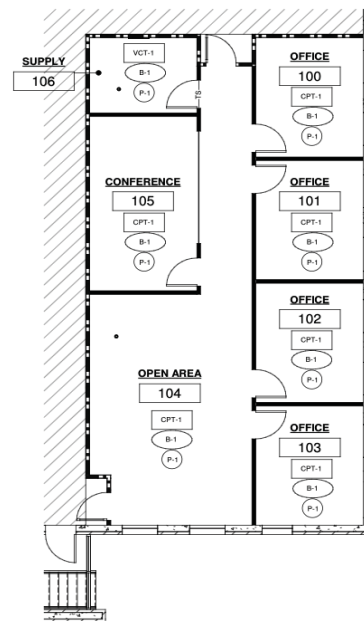 SUPPLY
106
VCT-1
B-1
P-1
OFFICE
100
CPT-1
B-1
P-1
TS
CONFERENCE
105
CPT-1
B-1
P-1
OFFICE
101
CPT-1
B-1
P-1
OFFICE
102
CPT-1
B-1
P-1
OPEN AREA
104
CPT-1
B-1
P-1
OFFICE
103
CPT-1
B-1
P-1